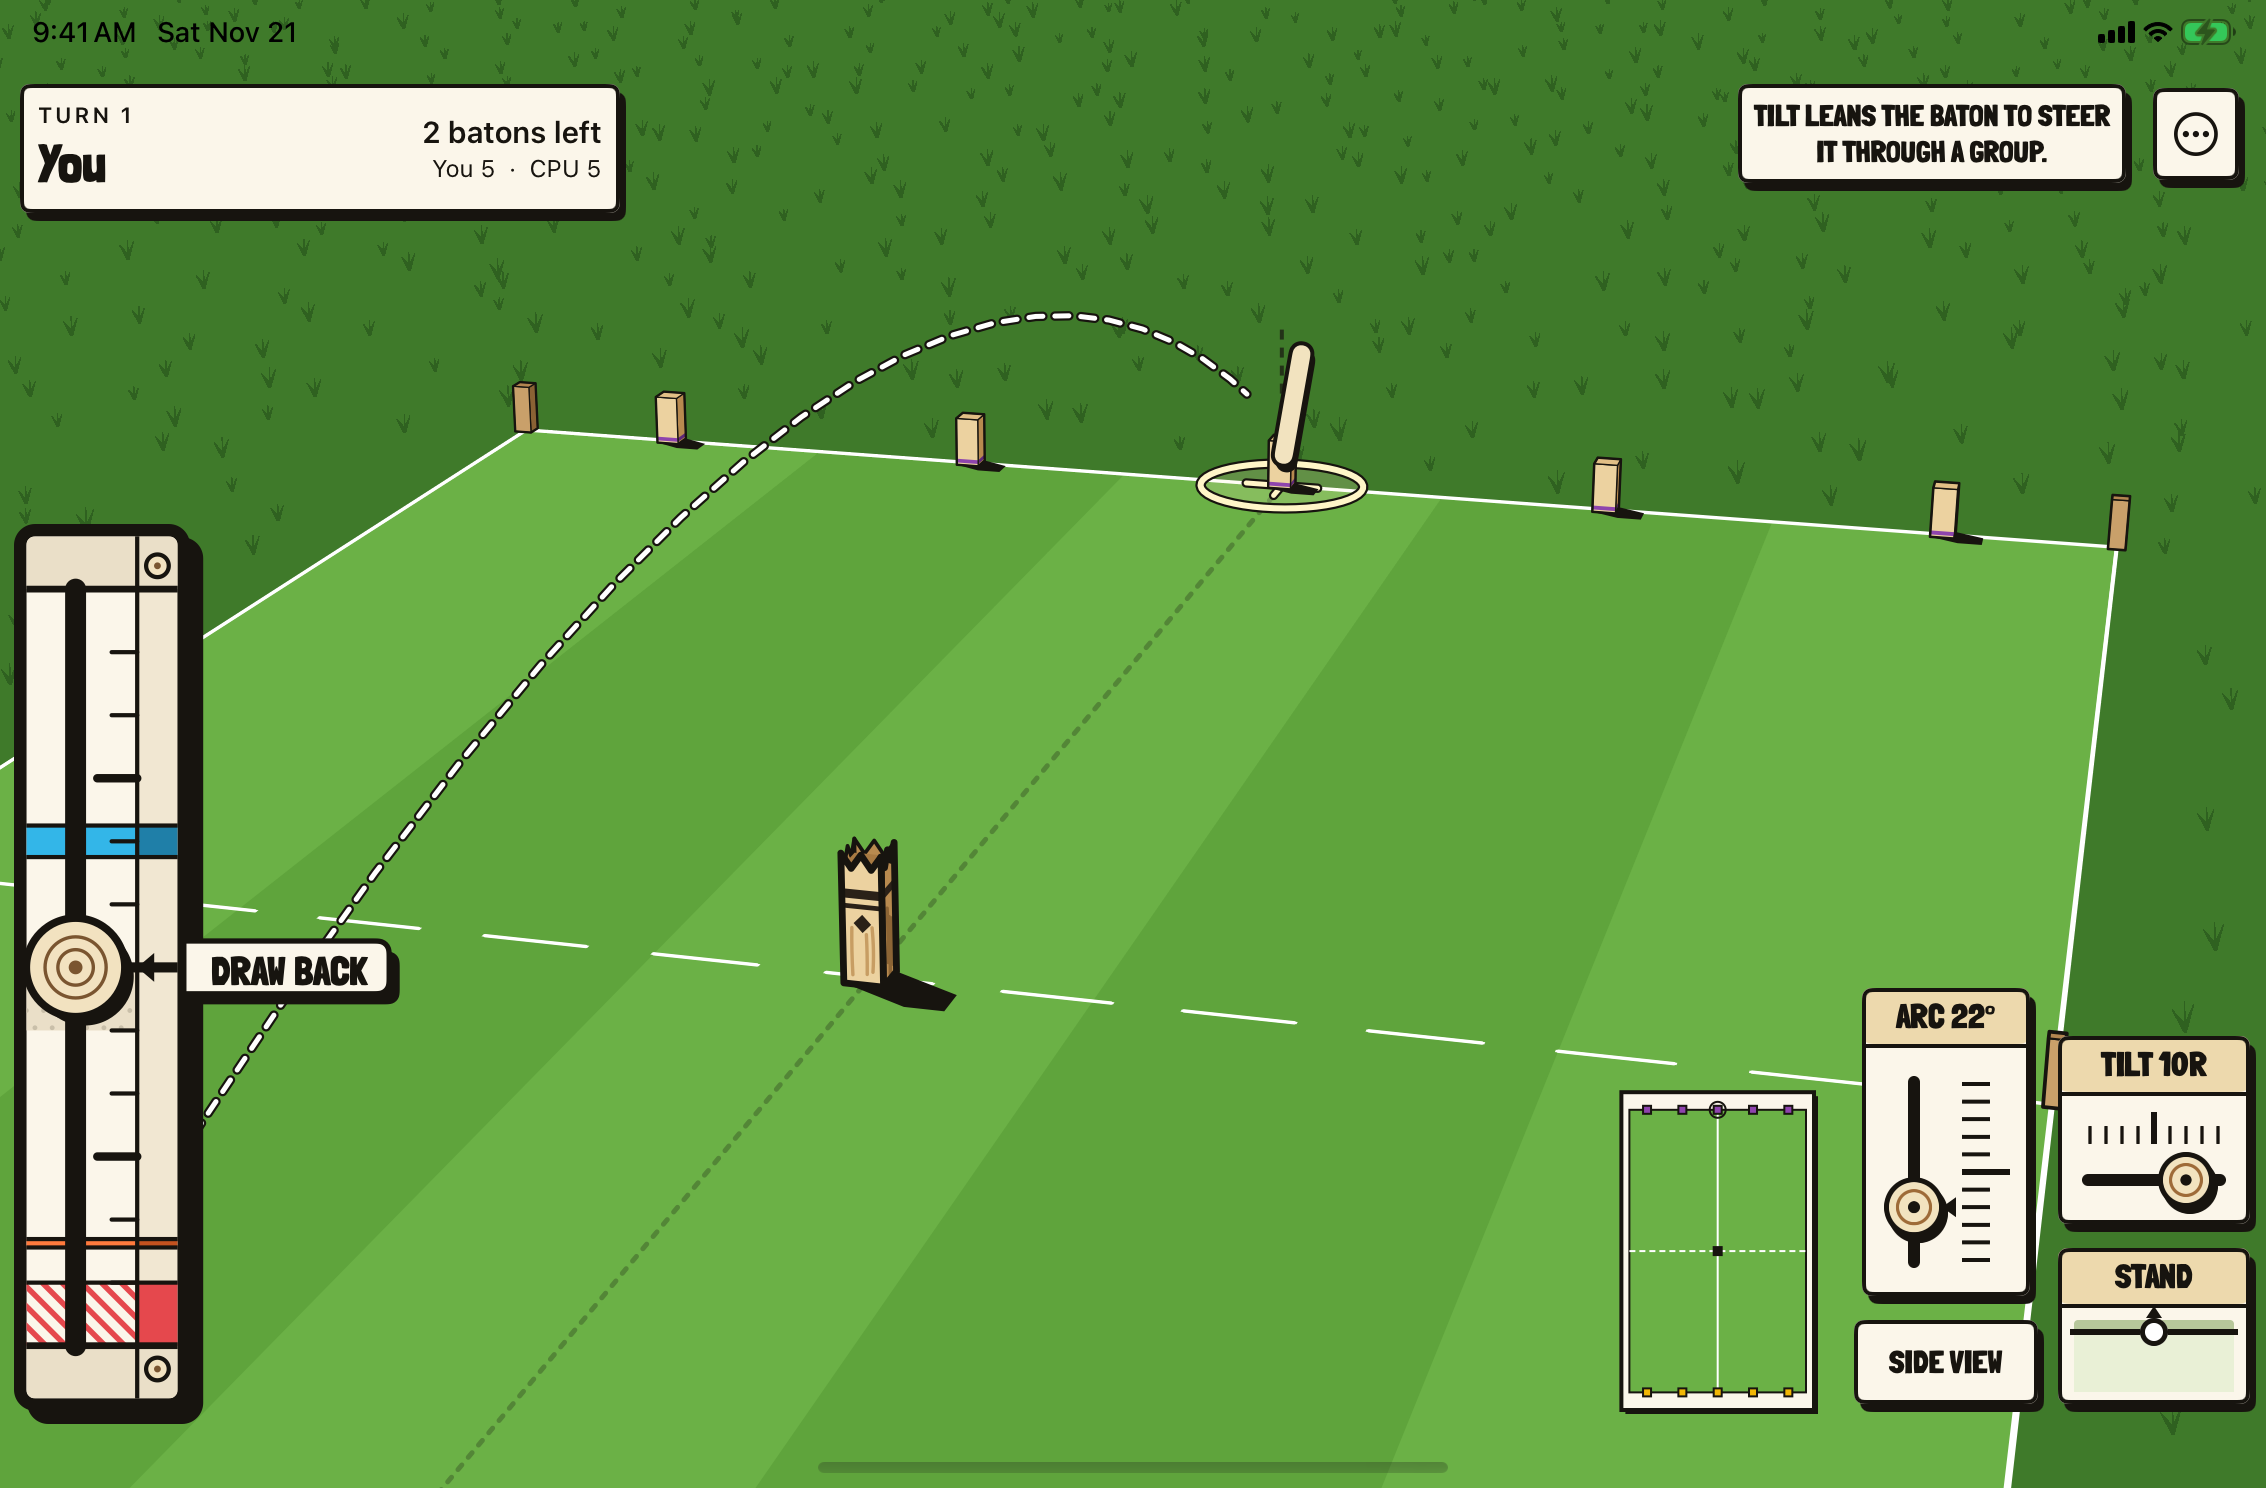 9:41 AM Sat Nov 21
TURN 1
You
2 batons left
You 5 · CPU 5
TILT LEANS THE BATON TO STEER
IT THROUGH A GROUP.
DRAW BACK
ARC 22°
TILT 10R
STAND
SIDE VIEW